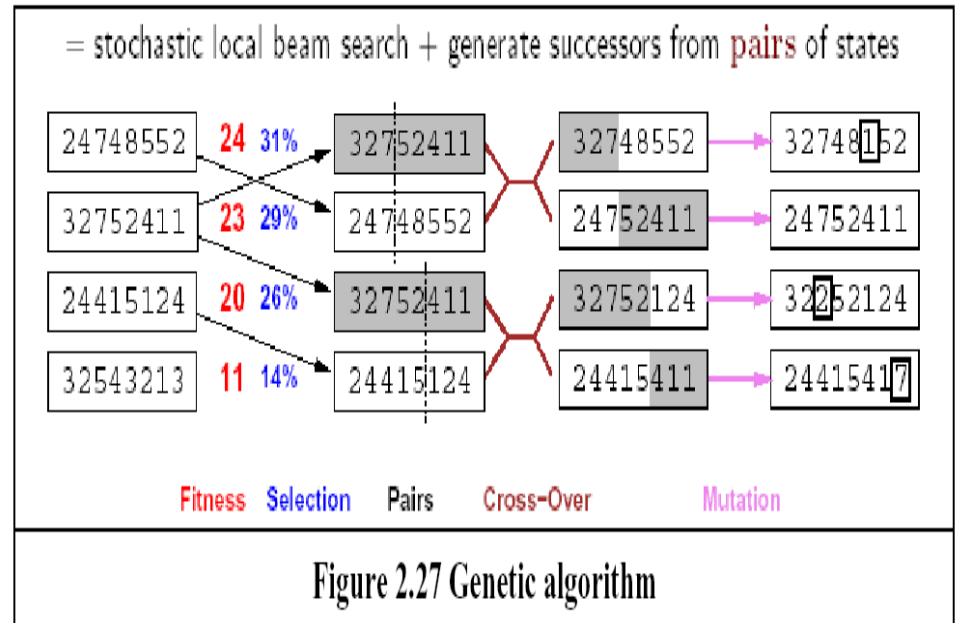 = stochastic local beam search + generate successors from pairs of states
24748552 24 31% 32752411 32748552 32748152
32752411 23 29% 24748552 24752411 24752411
24415124 20 26% 32752411 32752124 32252124
32543213 11 14% 24415124 24415411 24415417
Fitness Selection Pairs Cross-Over Mutation
Figure 2.27 Genetic algorithm